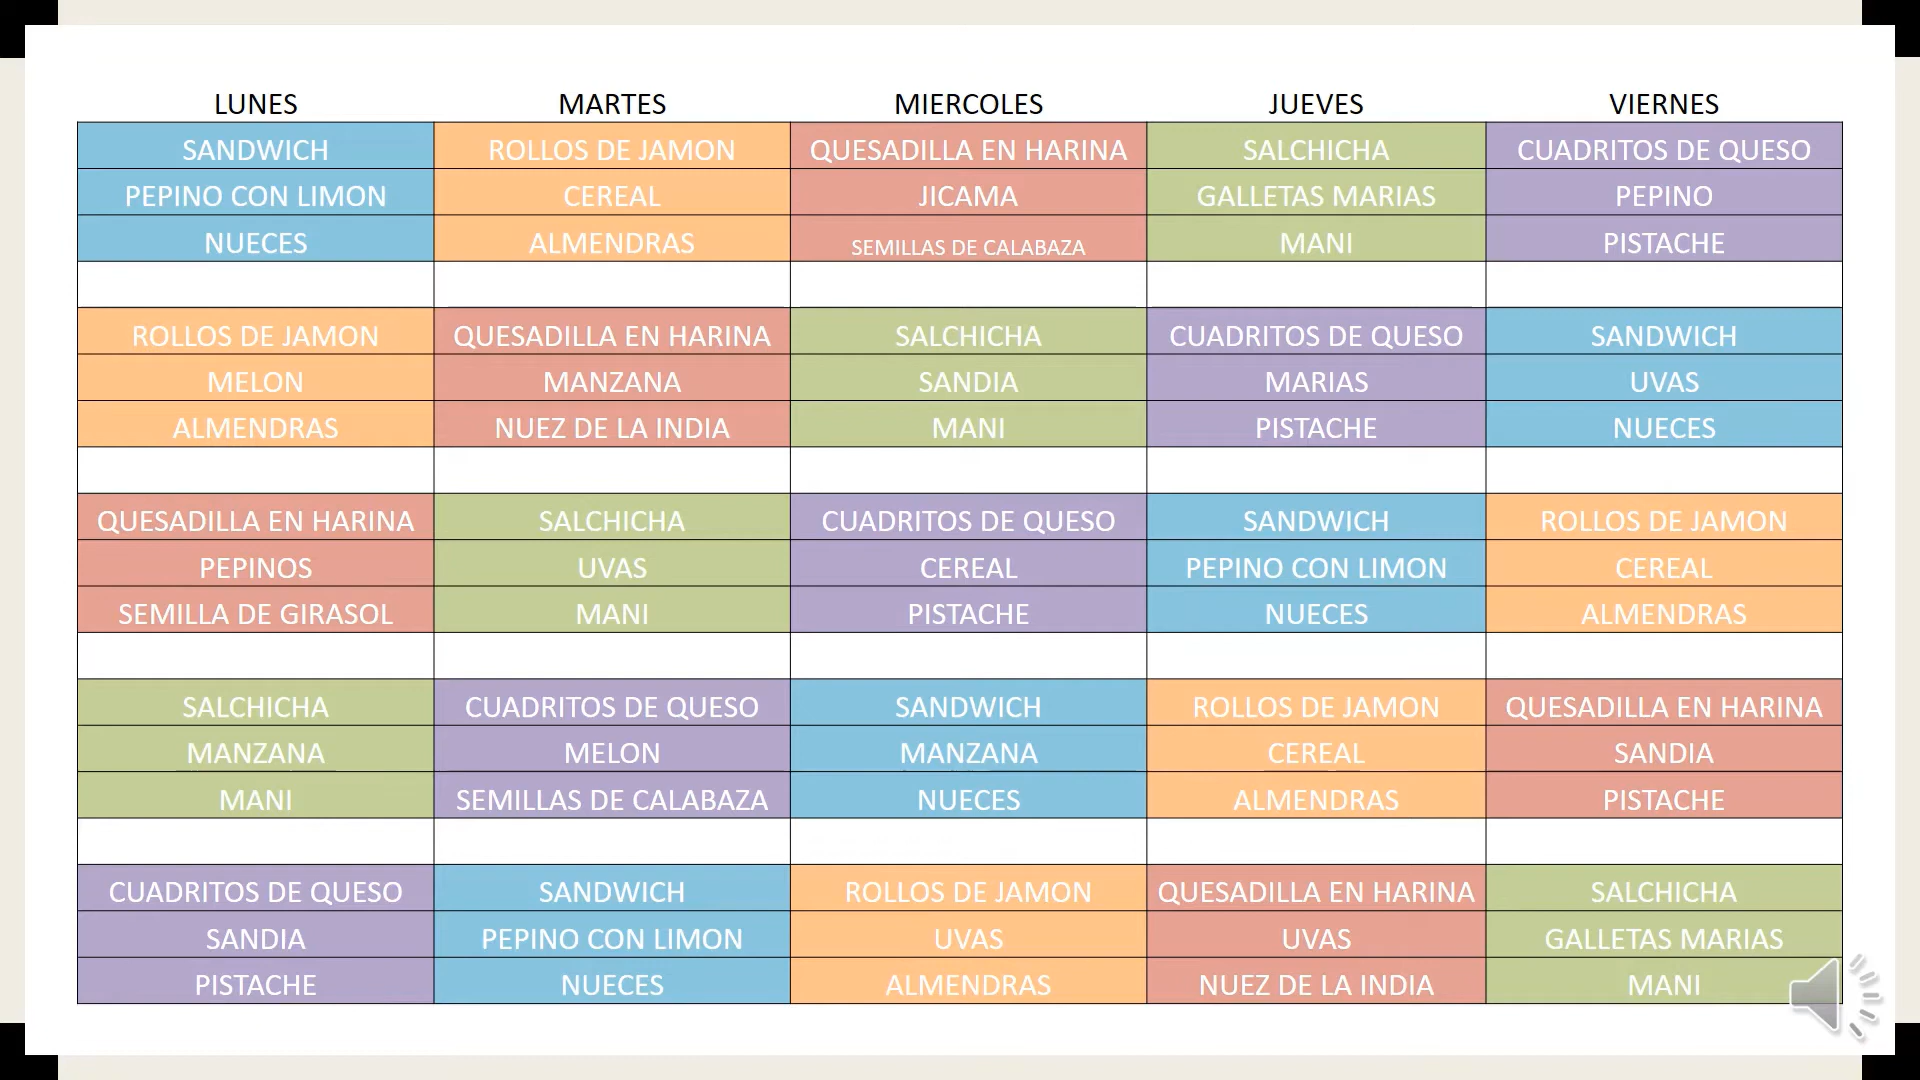 LUNES MARTES MIERCOLES JUEVES VIERNES
SANDWICH ROLLOS DE JAMON QUESADILLA EN HARINA SALCHICHA CUADRITOS DE QUESO
PEPINO CON LIMON CEREAL JICAMA GALLETAS MARIAS PEPINO
NUECES ALMENDRAS SEMILLAS DE CALABAZA MANI PISTACHE
ROLLOS DE JAMON QUESADILLA EN HARINA SALCHICHA CUADRITOS DE QUESO SANDWICH
MELON MANZANA SANDIA MARIAS UVAS
ALMENDRAS NUEZ DE LA INDIA MANI PISTACHE NUECES
QUESADILLA EN HARINA SALCHICHA CUADRITOS DE QUESO SANDWICH ROLLOS DE JAMON
PEPINOS UVAS CEREAL PEPINO CON LIMON CEREAL
SEMILLA DE GIRASOL MANI PISTACHE NUECES ALMENDRAS
SALCHICHA CUADRITOS DE QUESO SANDWICH ROLLOS DE JAMON QUESADILLA EN HARINA
MANZANA MELON MANZANA CEREAL SANDIA
MANI SEMILLAS DE CALABAZA NUECES ALMENDRAS PISTACHE
CUADRITOS DE QUESO SANDWICH ROLLOS DE JAMON QUESADILLA EN HARINA SALCHICHA
SANDIA PEPINO CON LIMON UVAS UVAS GALLETAS MARIAS
PISTACHE NUECES ALMENDRAS NUEZ DE LA INDIA MANI